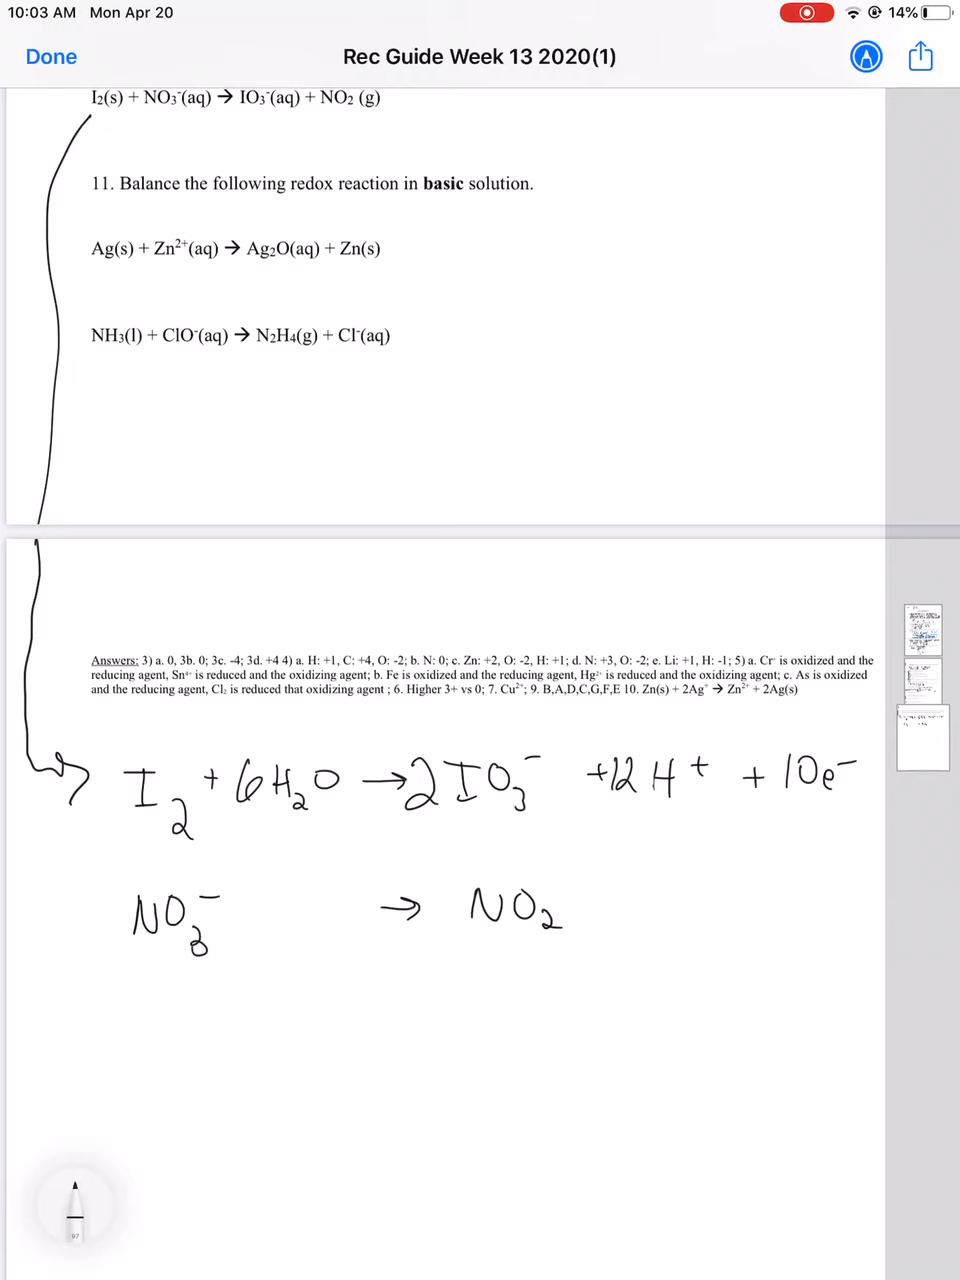 10:03 AM Mon Apr 20 14%
Done Rec Guide Week 13 2020(1)
I₂(s) + NO₃⁻(aq) → IO₃⁻(aq) + NO₂ (g)
11. Balance the following redox reaction in basic solution.
Ag(s) + Zn²⁺(aq) → Ag₂O(aq) + Zn(s)
NH₃(l) + ClO⁻(aq) → N₂H₄(g) + Cl⁻(aq)
Answers: 3) a. 0, 3b. 0; 3c. -4; 3d. +4 4) a. H: +1, C: +4, O: -2; b. N: 0; c. Zn: +2, O: -2, H: +1; d. N: +3, O: -2; e. Li: +1, H: -1; 5) a. Cr is oxidized and the
reducing agent, Sn⁴⁺ is reduced and the oxidizing agent; b. Fe is oxidized and the reducing agent, Hg²⁺ is reduced and the oxidizing agent; c. As is oxidized
and the reducing agent, Cl₂ is reduced that oxidizing agent ; 6. Higher 3+ vs 0; 7. Cu²⁺; 9. B,A,D,C,G,F,E 10. Zn(s) + 2Ag⁺ → Zn²⁺ + 2Ag(s)
I₂ + 6H₂O → 2IO₃⁻ +12H⁺ + 10e⁻
NO₃⁻ → NO₂
97